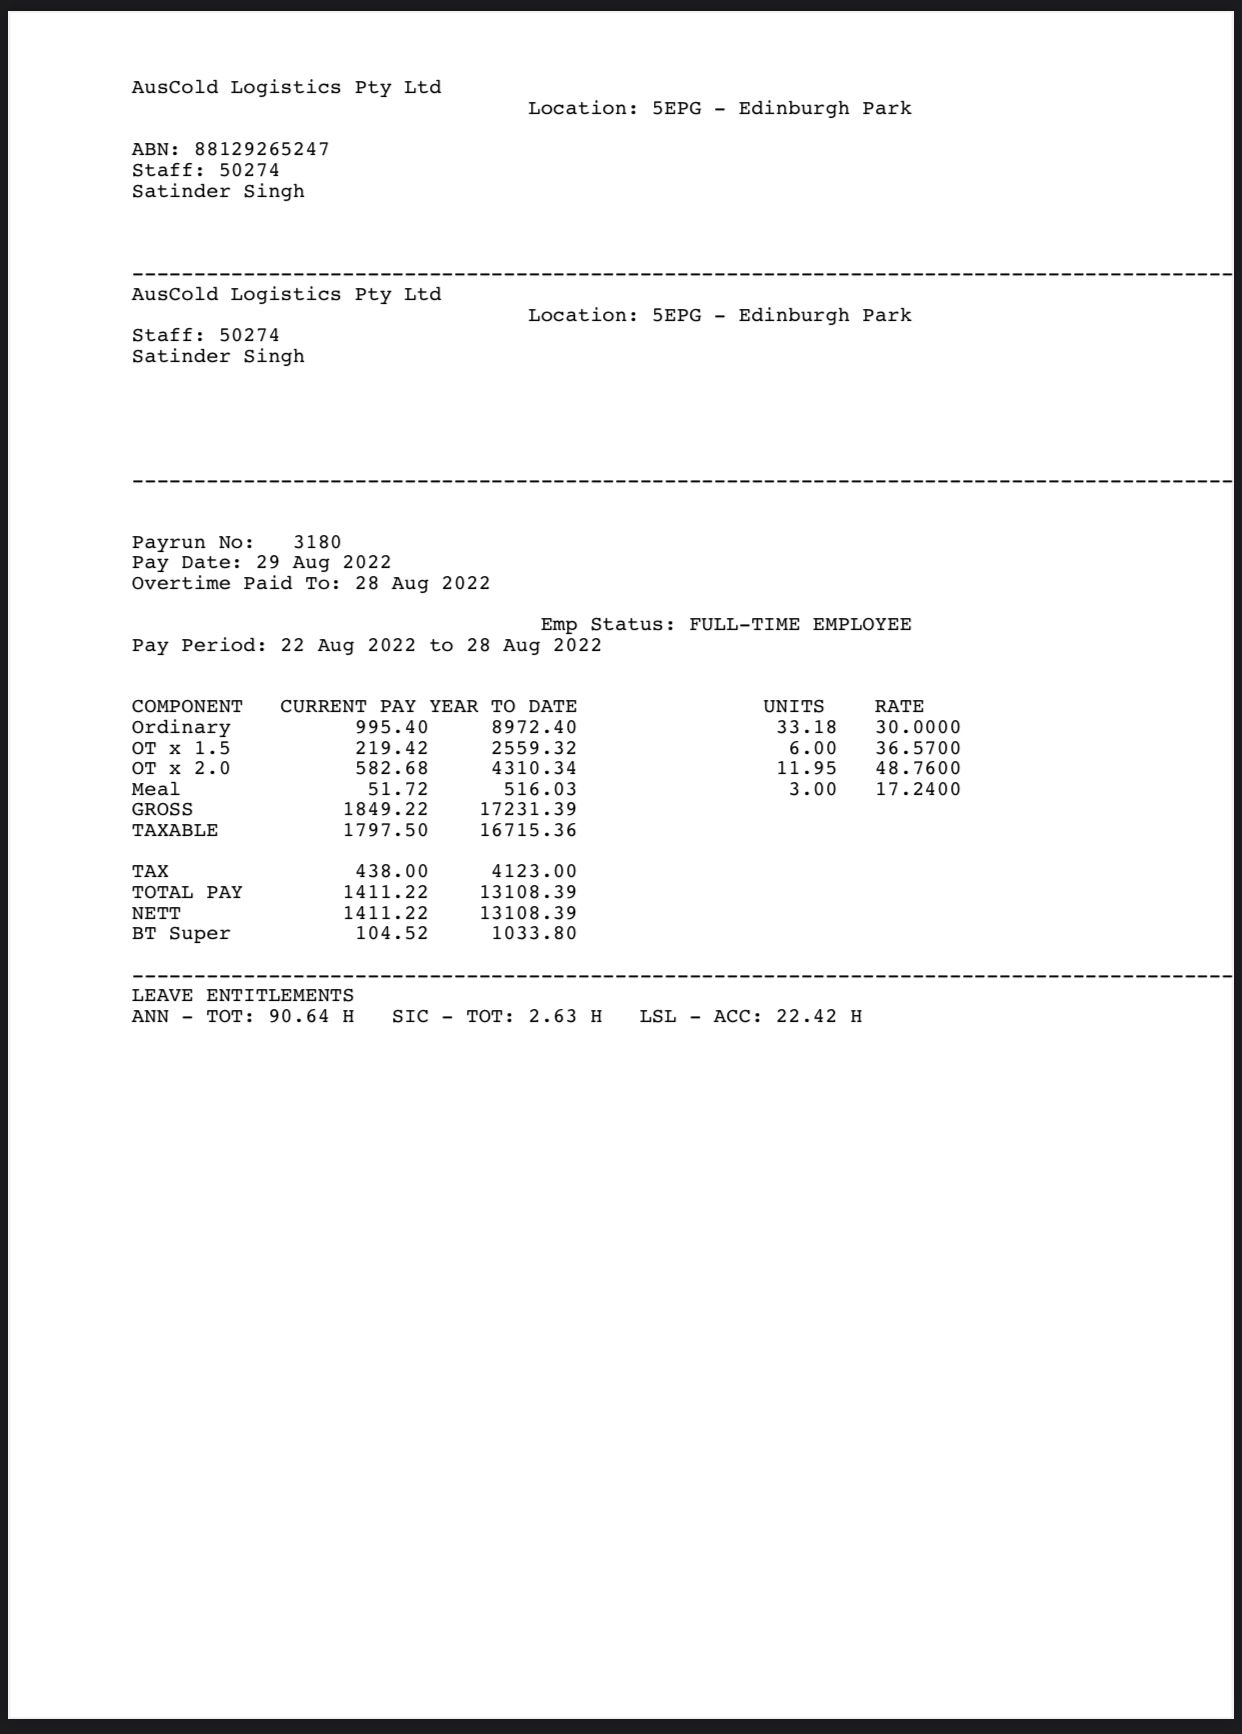 AusCold Logistics Pty Ltd
Location: 5EPG - Edinburgh Park
ABN: 88129265247
Staff: 50274
Satinder Singh
--------------------------------------------------------------------------------
AusCold Logistics Pty Ltd
Location: 5EPG - Edinburgh Park
Staff: 50274
Satinder Singh
--------------------------------------------------------------------------------
Payrun No:   3180
Pay Date: 29 Aug 2022
Overtime Paid To: 28 Aug 2022
Emp Status: FULL-TIME EMPLOYEE
Pay Period: 22 Aug 2022 to 28 Aug 2022
COMPONENT   CURRENT PAY YEAR TO DATE   UNITS   RATE
Ordinary   995.40   8972.40   33.18   30.0000
OT x 1.5   219.42   2559.32   6.00   36.5700
OT x 2.0   582.68   4310.34   11.95   48.7600
Meal   51.72   516.03   3.00   17.2400
GROSS   1849.22   17231.39
TAXABLE   1797.50   16715.36
TAX   438.00   4123.00
TOTAL PAY   1411.22   13108.39
NETT   1411.22   13108.39
BT Super   104.52   1033.80
--------------------------------------------------------------------------------
LEAVE ENTITLEMENTS
ANN - TOT: 90.64 H   SIC - TOT: 2.63 H   LSL - ACC: 22.42 H